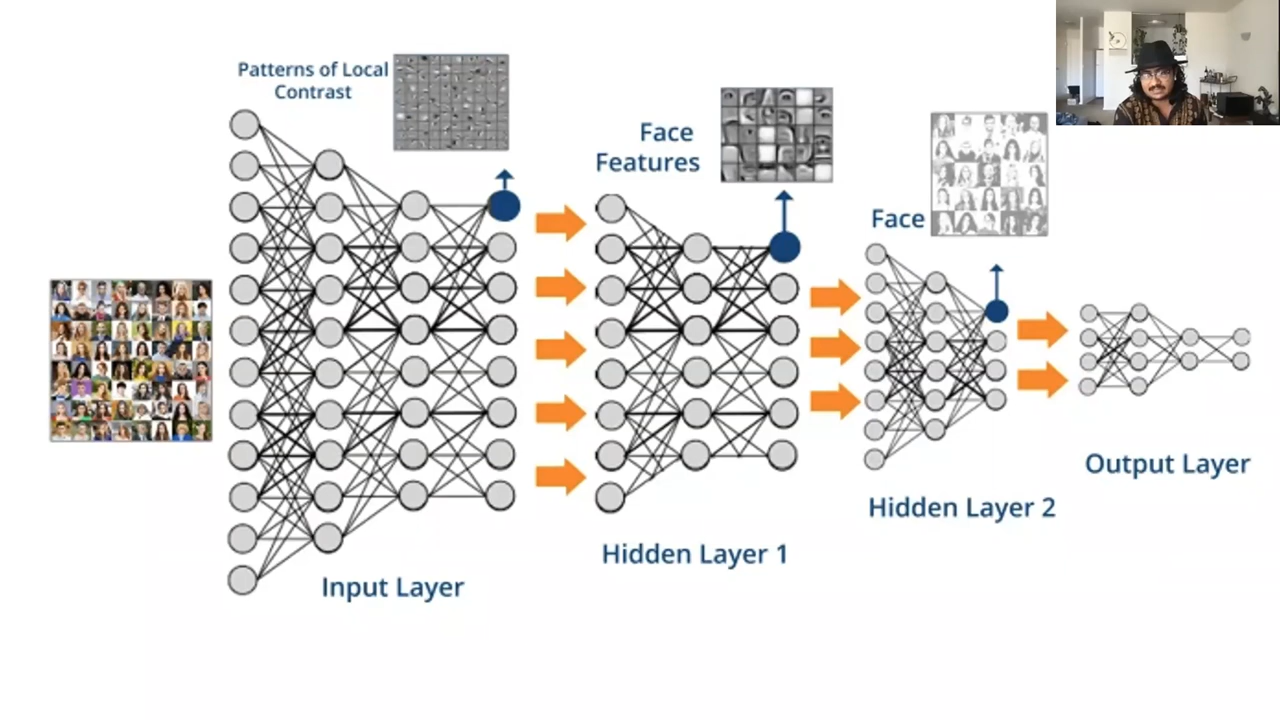 Patterns of Local
Contrast
Face
Features
Face
Input Layer
Hidden Layer 1
Hidden Layer 2
Output Layer